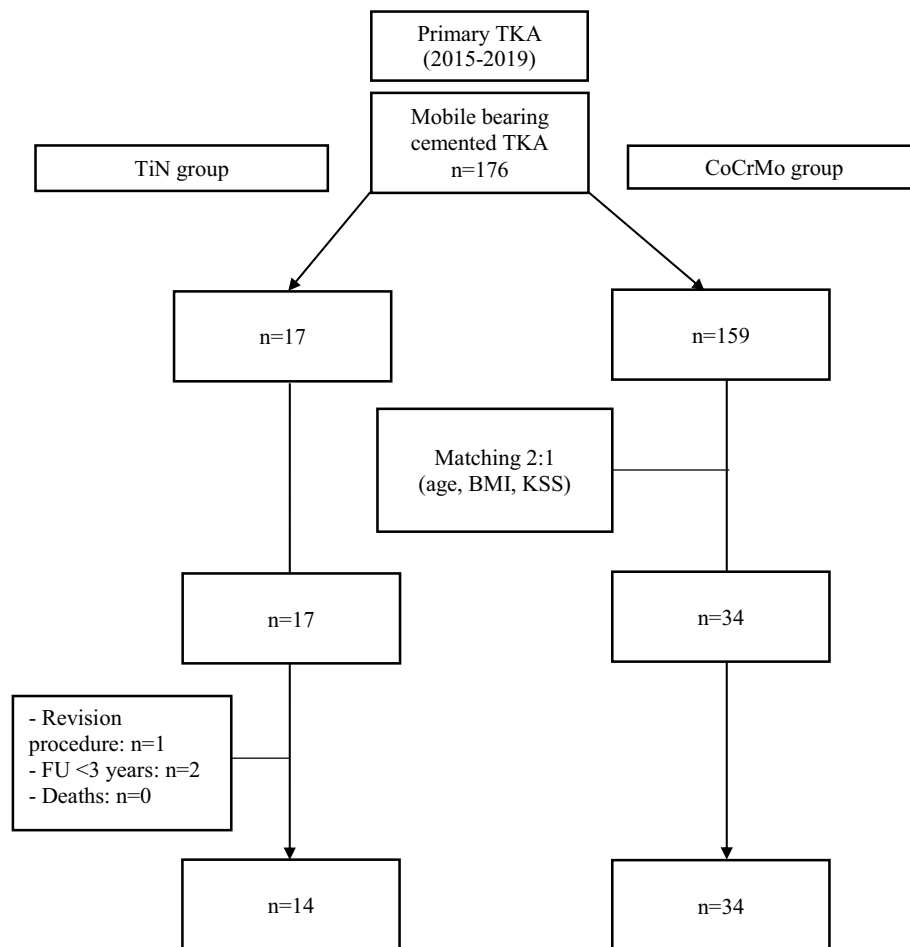 Primary TKA
(2015-2019)
Mobile bearing
cemented TKA
n=176
TiN group
CoCrMo group
n=17
n=159
Matching 2:1
(age, BMI, KSS)
n=17
n=34
- Revision
procedure: n=1
- FU <3 years: n=2
- Deaths: n=0
n=14
n=34